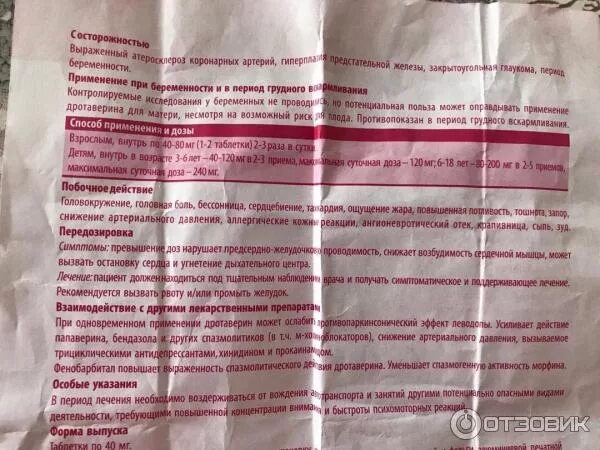 С осторожностью
Выраженный атеросклероз коронарных артерий, гиперплазия предстательной железы, закрытоугольная глаукома, период
беременности.
Применение при беременности и в период грудного вскармливания
Контролируемые исследования у беременных не проводились, но потенциальная польза может оправдывать применение
дротаверина для матери, несмотря на возможный риск для плода. Противопоказан в период грудного вскармливания.
Способ применения и дозы
Взрослым, внутрь по 40-80 мг (1-2 таблетки) 2-3 раза в сутки
Детям, внутрь в возрасте 3-6 лет – 40-120 мг в 2-3 приема, максимальная суточная доза – 120 мг; 6-18 лет – 80-200 мг в 2-5 приемов,
максимальная суточная доза – 240 мг.
Побочное действие
Головокружение, головная боль, бессонница, сердцебиение, тахикардия, ощущение жара, повышенная потливость, тошнота, запор,
снижение артериального давления, аллергические кожные реакции, ангионевротический отек, крапивница, сыпь, зуд.
Передозировка
Симптомы: превышение доз нарушает предсердно-желудочковую проводимость, снижает возбудимость сердечной мышцы, может
вызвать остановку сердца и угнетение дыхательного центра.
Лечение: пациент должен находиться под тщательным наблюдением врача и получать симптоматическое и поддерживающее лечение.
Рекомендуется вызвать рвоту и/или промыть желудок.
Взаимодействие с другими лекарственными препаратами
При одновременном применении дротаверин может ослабить противопаркинсонический эффект леводопы. Усиливает действие
папаверина, бендазола и других спазмолитиков (в т.ч. м-холиноблокаторов), снижение артериального давления, вызываемое
трициклическими антидепрессантами, хинидином и прокаинамидом.
Фенобарбитал повышает выраженность спазмолитического действия дротаверина. Уменьшает спазмогенную активность морфина.
Особые указания
В период лечения необходимо воздержаться от вождения автотранспорта и занятий другими потенциально опасными видами
деятельности, требующими повышенной концентрации внимания и быстроты психомоторных реакций.
Форма выпуска
Таблетки по 40 мг.
ОТЗОВИК